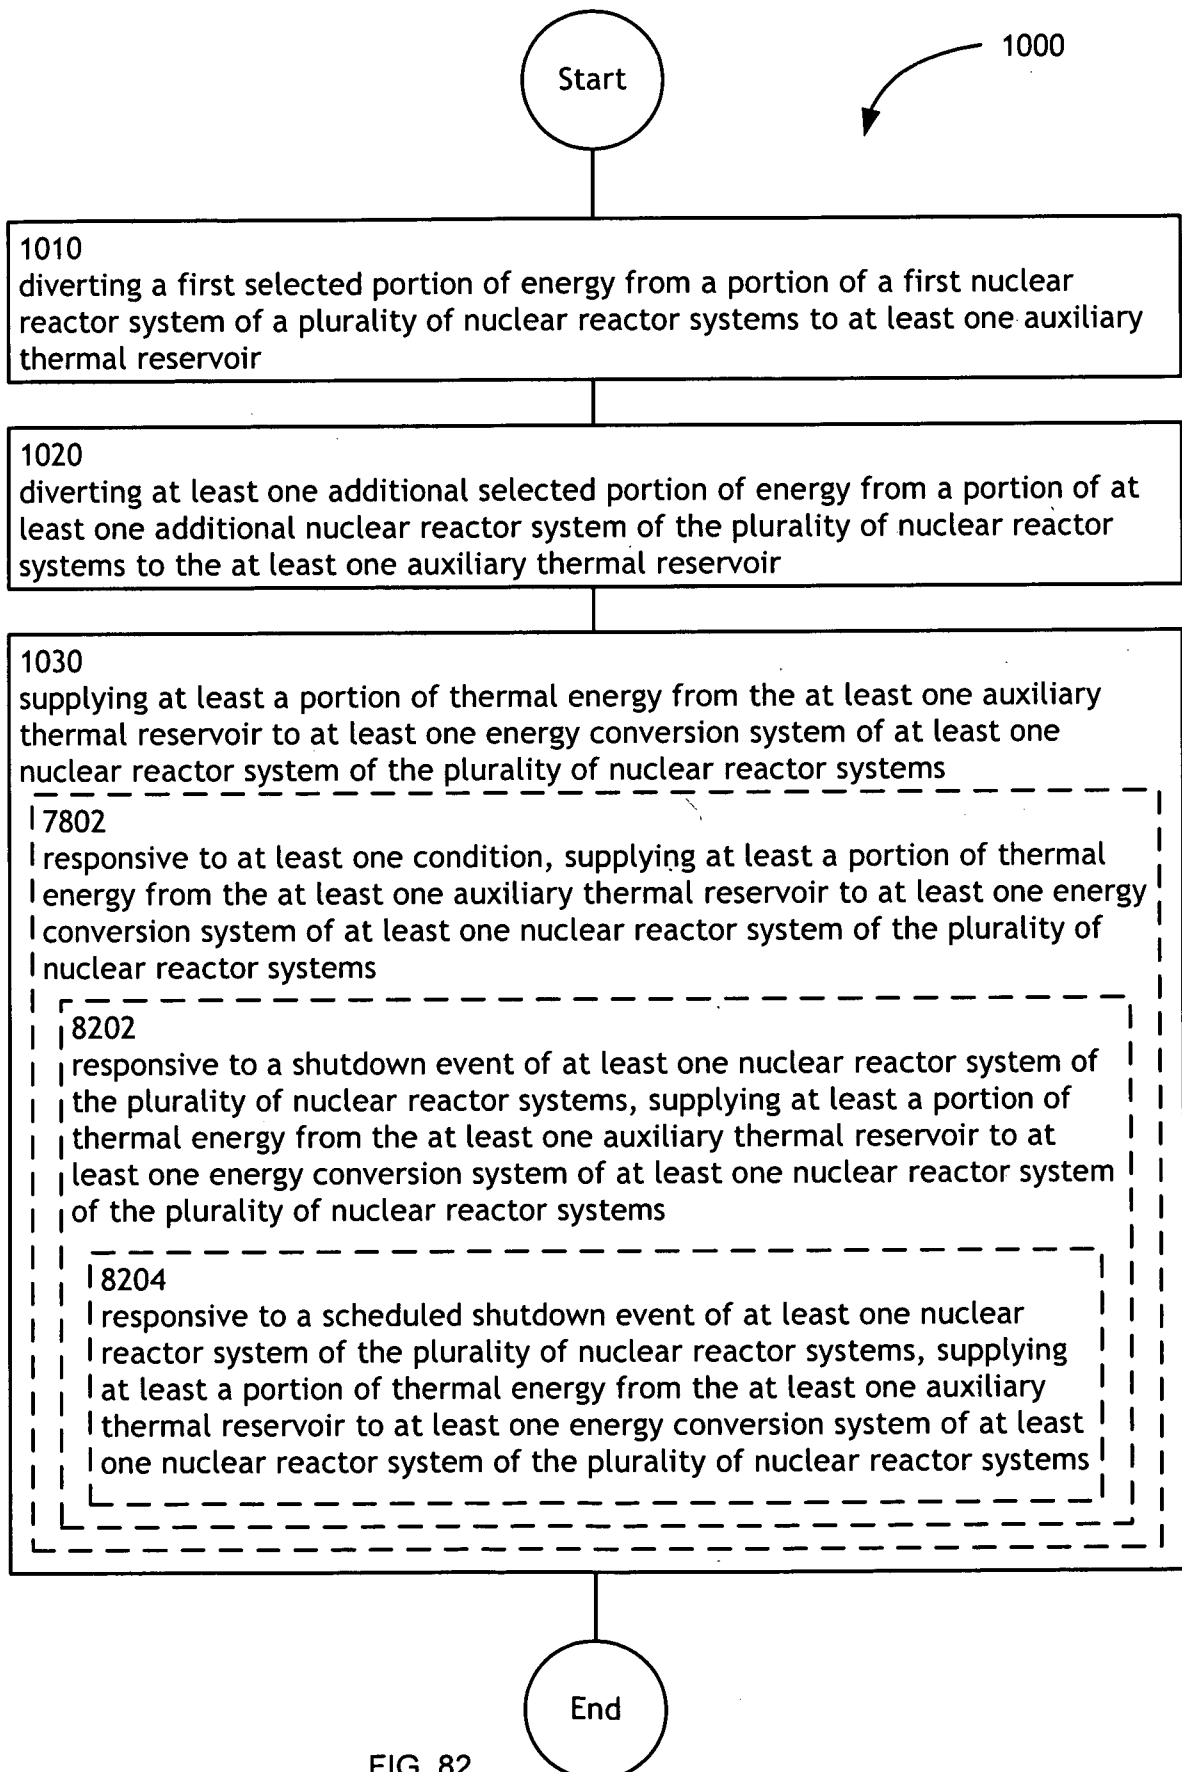 Start
1000
1010
diverting a first selected portion of energy from a portion of a first nuclear
reactor system of a plurality of nuclear reactor systems to at least one auxiliary
thermal reservoir
1020
diverting at least one additional selected portion of energy from a portion of at
least one additional nuclear reactor system of the plurality of nuclear reactor
systems to the at least one auxiliary thermal reservoir
1030
supplying at least a portion of thermal energy from the at least one auxiliary
thermal reservoir to at least one energy conversion system of at least one
nuclear reactor system of the plurality of nuclear reactor systems
7802
responsive to at least one condition, supplying at least a portion of thermal
energy from the at least one auxiliary thermal reservoir to at least one energy
conversion system of at least one nuclear reactor system of the plurality of
nuclear reactor systems
8202
responsive to a shutdown event of at least one nuclear reactor system of
the plurality of nuclear reactor systems, supplying at least a portion of
thermal energy from the at least one auxiliary thermal reservoir to at
least one energy conversion system of at least one nuclear reactor system
of the plurality of nuclear reactor systems
8204
responsive to a scheduled shutdown event of at least one nuclear
reactor system of the plurality of nuclear reactor systems, supplying
at least a portion of thermal energy from the at least one auxiliary
thermal reservoir to at least one energy conversion system of at least
one nuclear reactor system of the plurality of nuclear reactor systems
End
FIG. 82